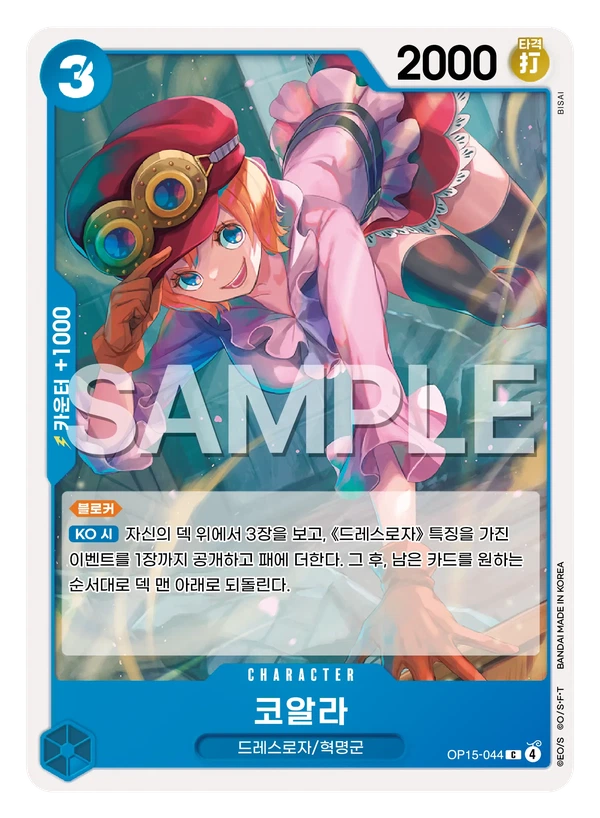 3
2000
타격
打
BISAI
⚡카운터 +1000
SAMPLE
블로커
KO 시 자신의 덱 위에서 3장을 보고, 《드레스로자》 특징을 가진
이벤트를 1장까지 공개하고 패에 더한다. 그 후, 남은 카드를 원하는
순서대로 덱 맨 아래로 되돌린다.
CHARACTER
코알라
드레스로자/혁명군
OP15-044 C 4
©EO/S ©O/S·F·T BANDAI MADE IN KOREA